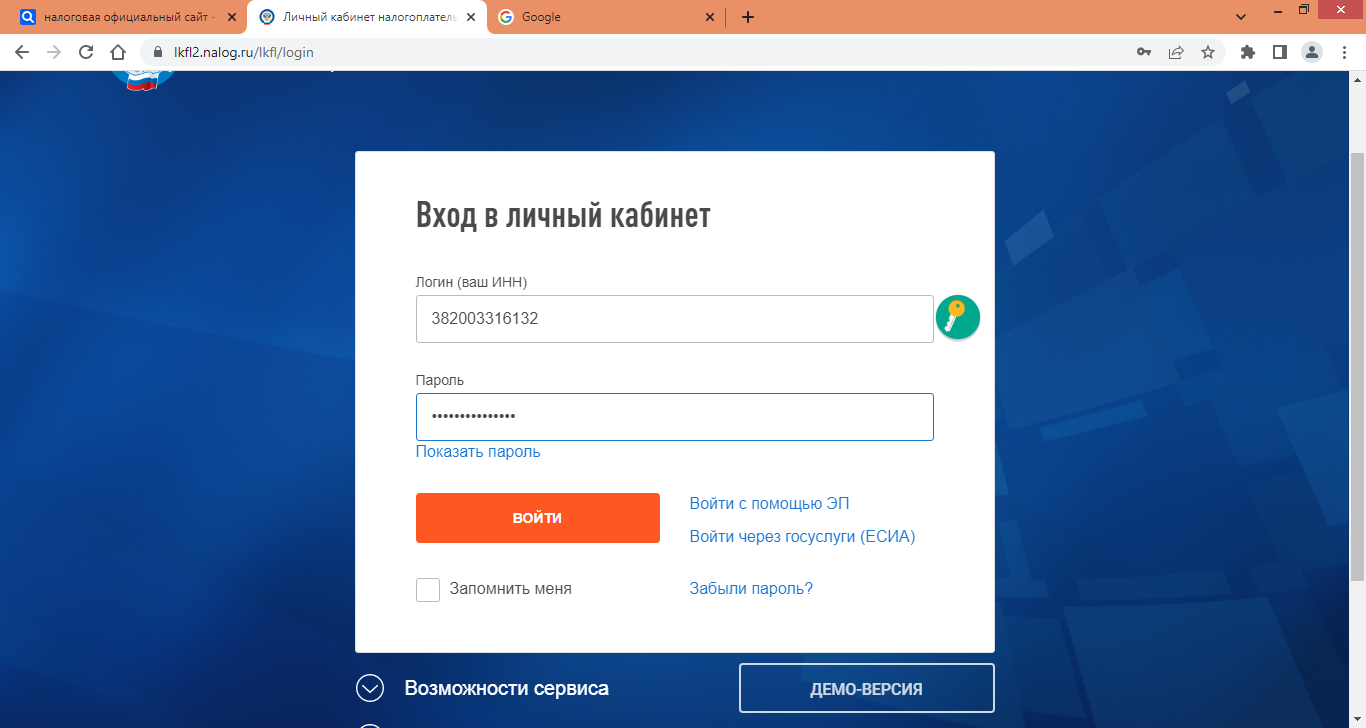 налоговая официальный сайт -
Личный кабинет налогоплатель
Google
lkfl2.nalog.ru/lkfl/login
Вход в личный кабинет
Логин (ваш ИНН)
382003316132
Пароль
•••••••••••••••
Показать пароль
ВОЙТИ
Войти с помощью ЭП
Войти через госуслуги (ЕСИА)
Запомнить меня
Забыли пароль?
Возможности сервиса
ДЕМО-ВЕРСИЯ